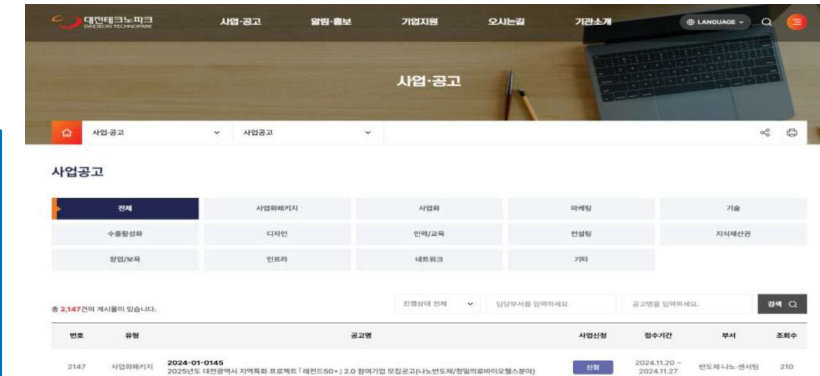 대전테크노파크
DAEJEON TECHNOPARK
사업·공고 알림·홍보 기업지원 오시는길 기관소개 LANGUAGE
사업·공고
사업·공고 사업공고
사업공고
전체 사업화패키지 사업화 마케팅 기술
수출활성화 디자인 인력/교육 컨설팅 지식재산권
창업/보육 인프라 네트워크 기타
총 2,147건의 게시물이 있습니다. 진행상태 전체 담당부서를 입력하세요. 공고명을 입력하세요. 검색
번호 유형 공고명 사업신청 접수기간 부서 조회수
2147 사업화패키지 2024-01-0145
2025년도 대전광역시 지역특화 프로젝트「레전드50+」2.0 참여기업 모집공고(나노반도체/정밀의료바이오헬스분야)
신청 2024.11.20 ~
2024.11.27 반도체·나노·센서팀 210